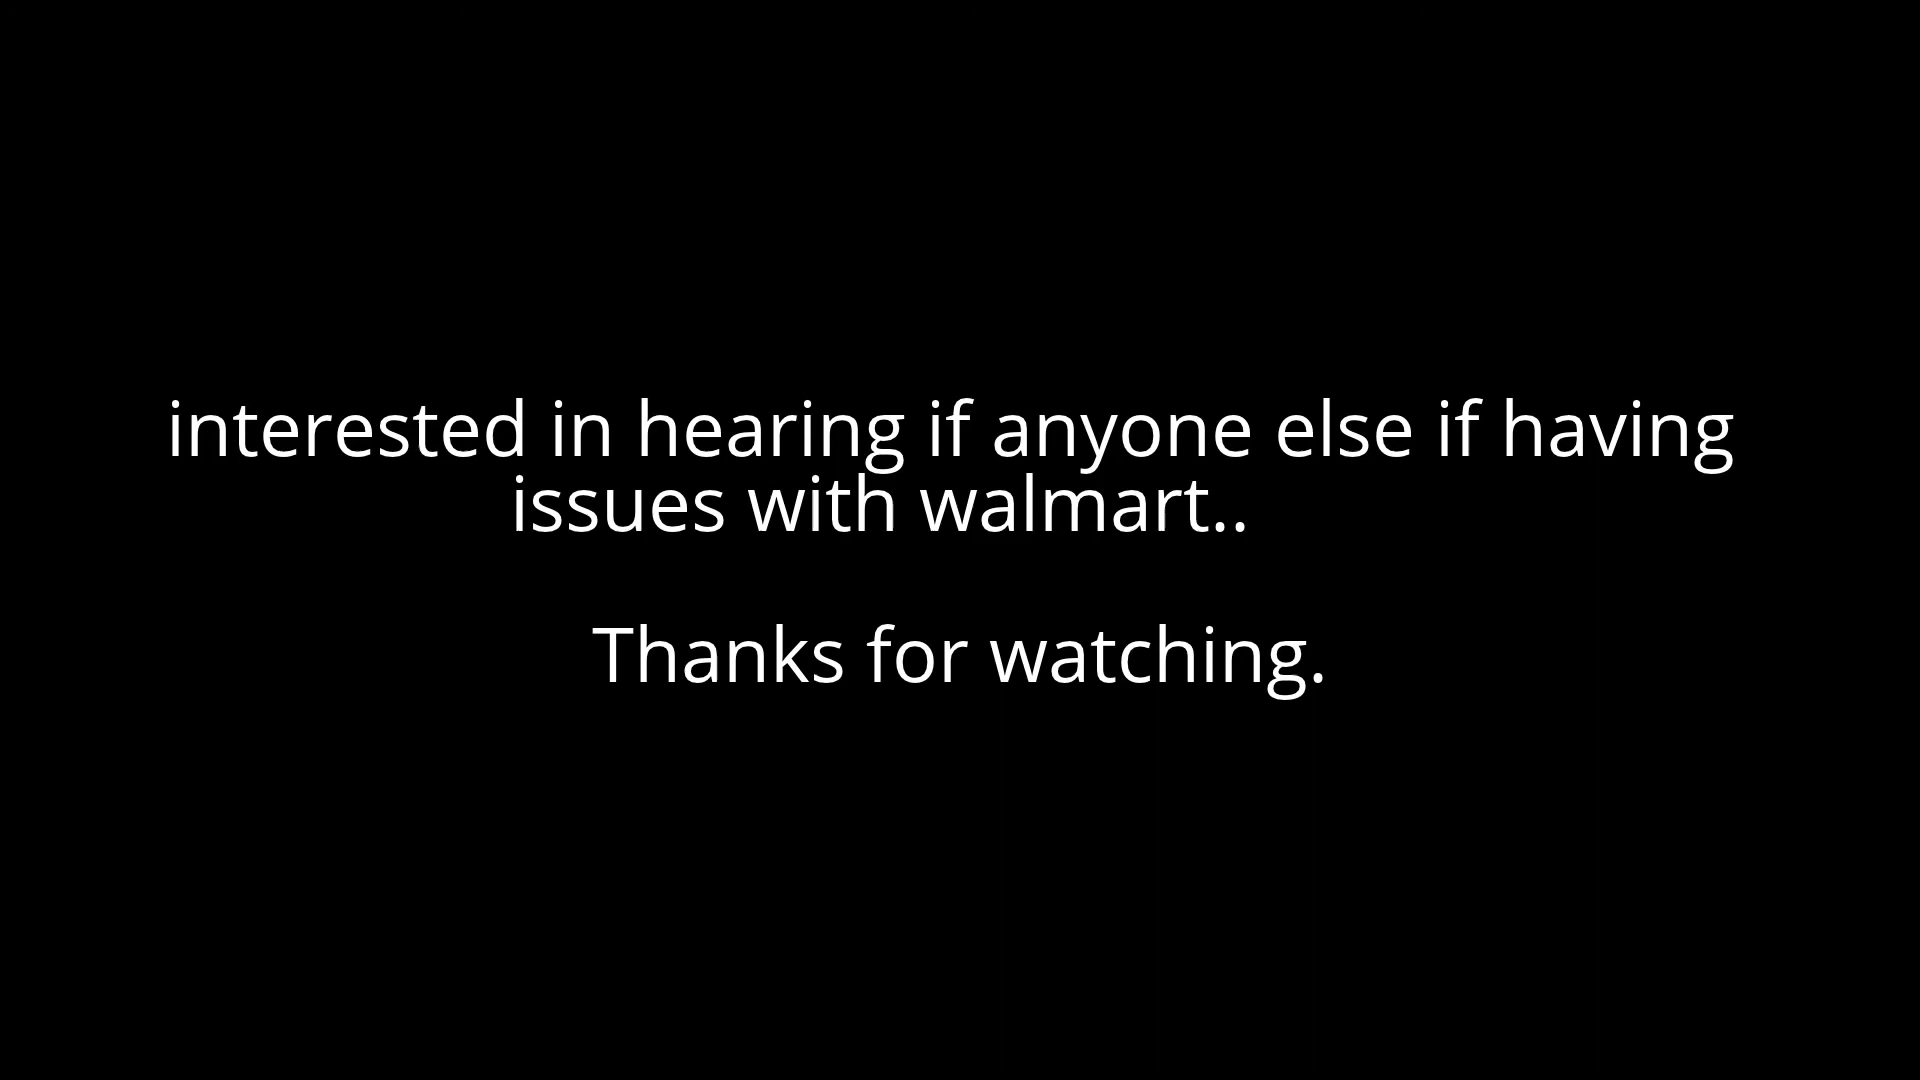 interested in hearing if anyone else if having
issues with walmart..
Thanks for watching.